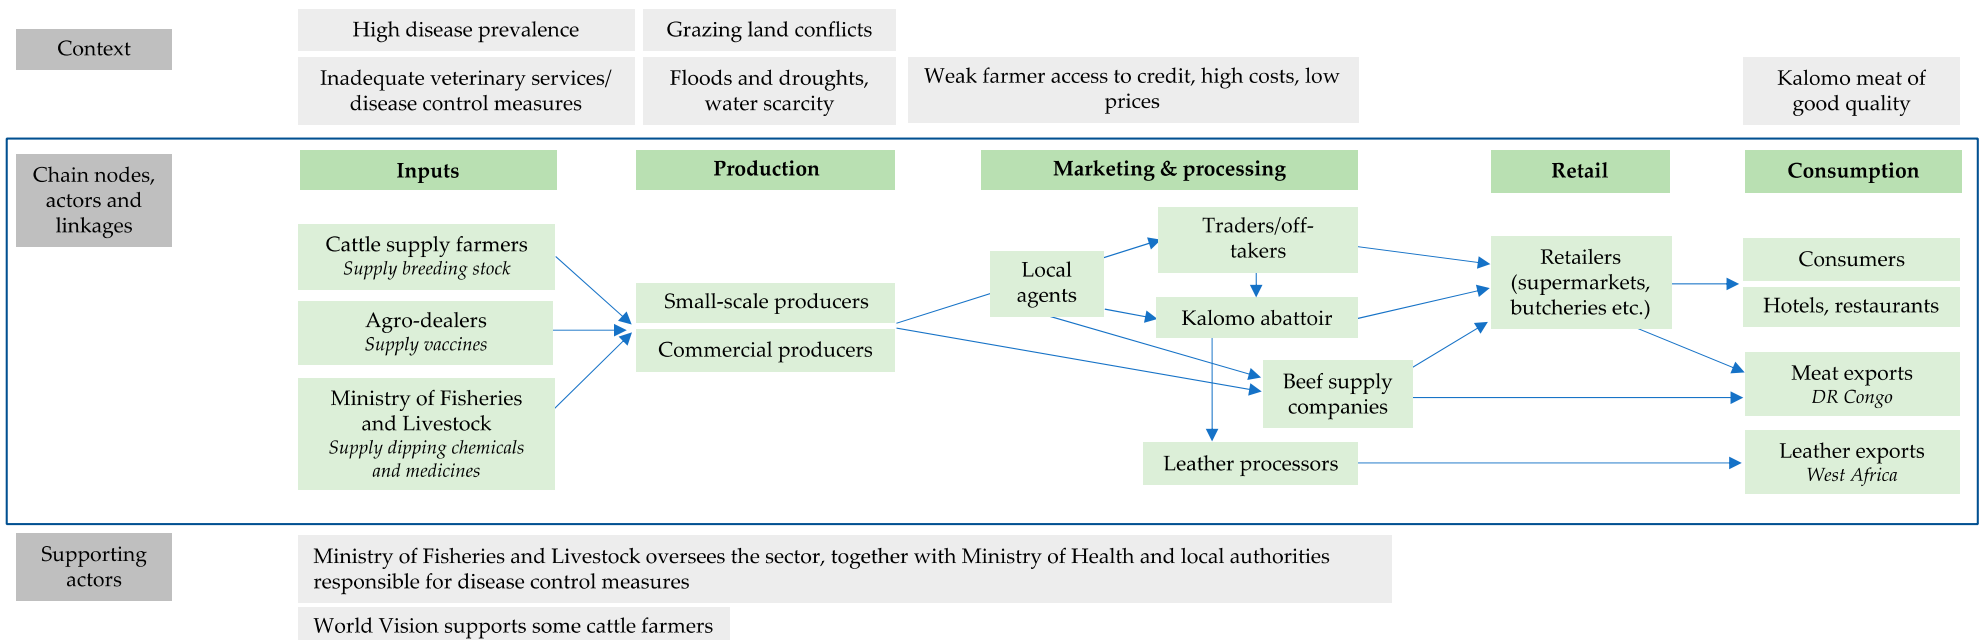 Context
High disease prevalence
Grazing land conflicts
Inadequate veterinary services/
disease control measures
Floods and droughts,
water scarcity
Weak farmer access to credit, high costs, low
prices
Kalomo meat of
good quality
Chain nodes,
actors and
linkages
Inputs
Production
Marketing & processing
Retail
Consumption
Cattle supply farmers
Supply breeding stock
Agro-dealers
Supply vaccines
Ministry of Fisheries
and Livestock
Supply dipping chemicals
and medicines
Small-scale producers
Commercial producers
Local
agents
Traders/off-
takers
Kalomo abattoir
Beef supply
companies
Leather processors
Retailers
(supermarkets,
butcheries etc.)
Consumers
Hotels, restaurants
Meat exports
DR Congo
Leather exports
West Africa
Supporting
actors
Ministry of Fisheries and Livestock oversees the sector, together with Ministry of Health and local authorities
responsible for disease control measures
World Vision supports some cattle farmers